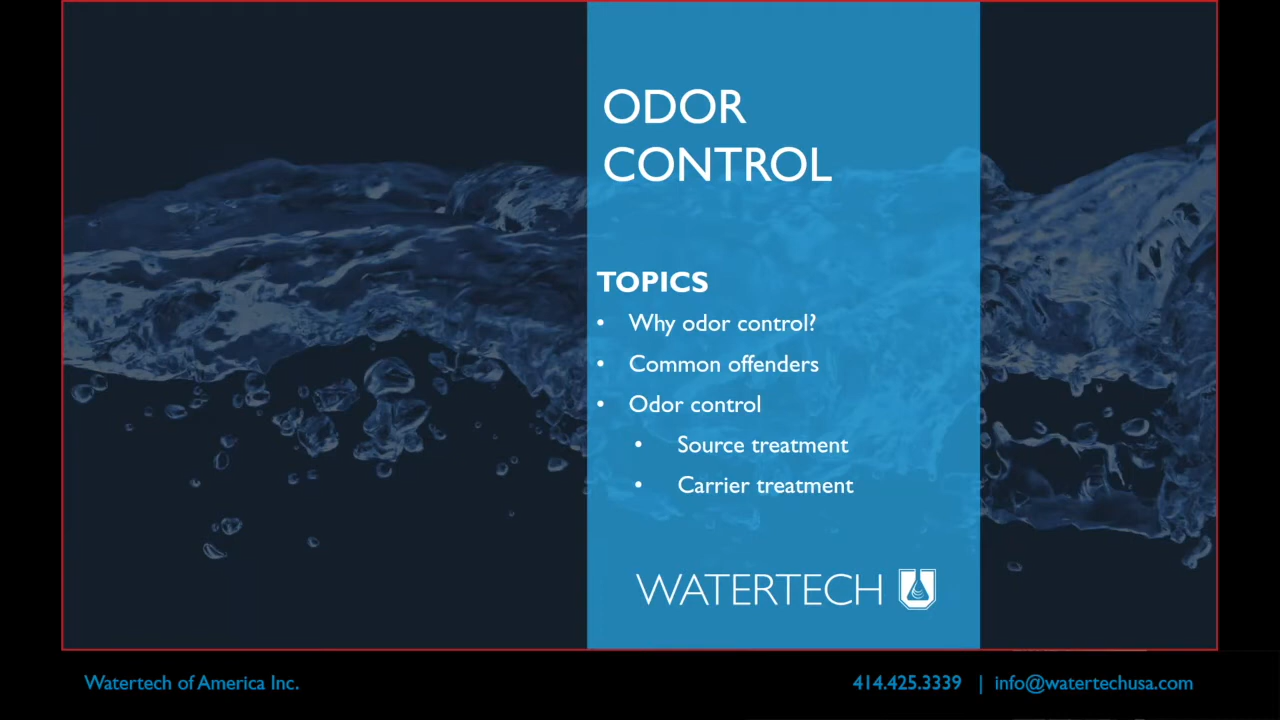 ODOR
CONTROL
TOPICS
• Why odor control?
• Common offenders
• Odor control
• Source treatment
• Carrier treatment
WATERTECH
Watertech of America Inc.
414.425.3339 | info@watertechusa.com